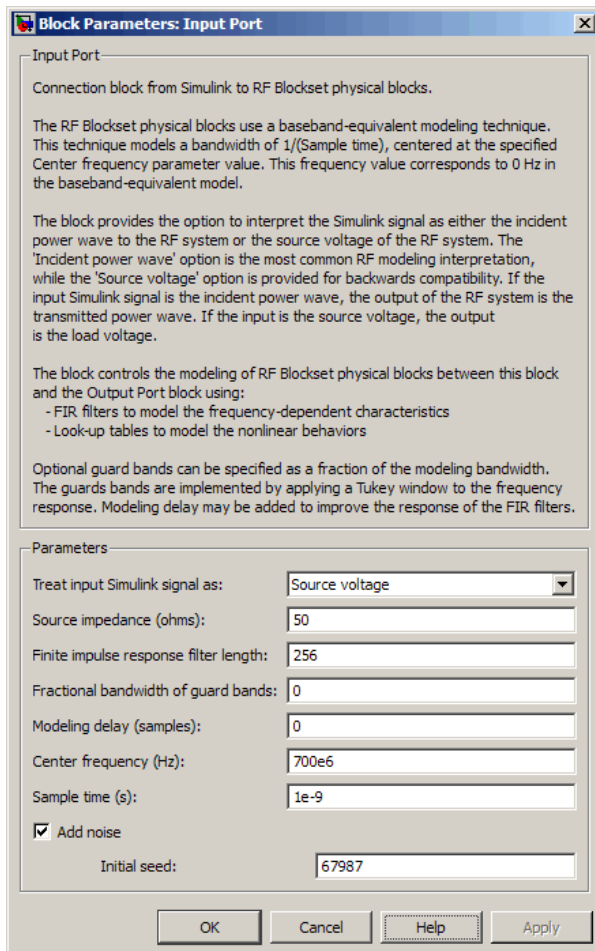 Block Parameters: Input Port
Input Port
Connection block from Simulink to RF Blockset physical blocks.
The RF Blockset physical blocks use a baseband-equivalent modeling technique.
This technique models a bandwidth of 1/(Sample time), centered at the specified
Center frequency parameter value. This frequency value corresponds to 0 Hz in
the baseband-equivalent model.
The block provides the option to interpret the Simulink signal as either the incident
power wave to the RF system or the source voltage of the RF system. The
'Incident power wave' option is the most common RF modeling interpretation,
while the 'Source voltage' option is provided for backwards compatibility. If the
input Simulink signal is the incident power wave, the output of the RF system is the
transmitted power wave. If the input is the source voltage, the output
is the load voltage.
The block controls the modeling of RF Blockset physical blocks between this block
and the Output Port block using:
- FIR filters to model the frequency-dependent characteristics
- Look-up tables to model the nonlinear behaviors
Optional guard bands can be specified as a fraction of the modeling bandwidth.
The guards bands are implemented by applying a Tukey window to the frequency
response. Modeling delay may be added to improve the response of the FIR filters.
Parameters
Treat input Simulink signal as: Source voltage
Source impedance (ohms): 50
Finite impulse response filter length: 256
Fractional bandwidth of guard bands: 0
Modeling delay (samples): 0
Center frequency (Hz): 700e6
Sample time (s): 1e-9
Add noise
Initial seed: 67987
OK Cancel Help Apply